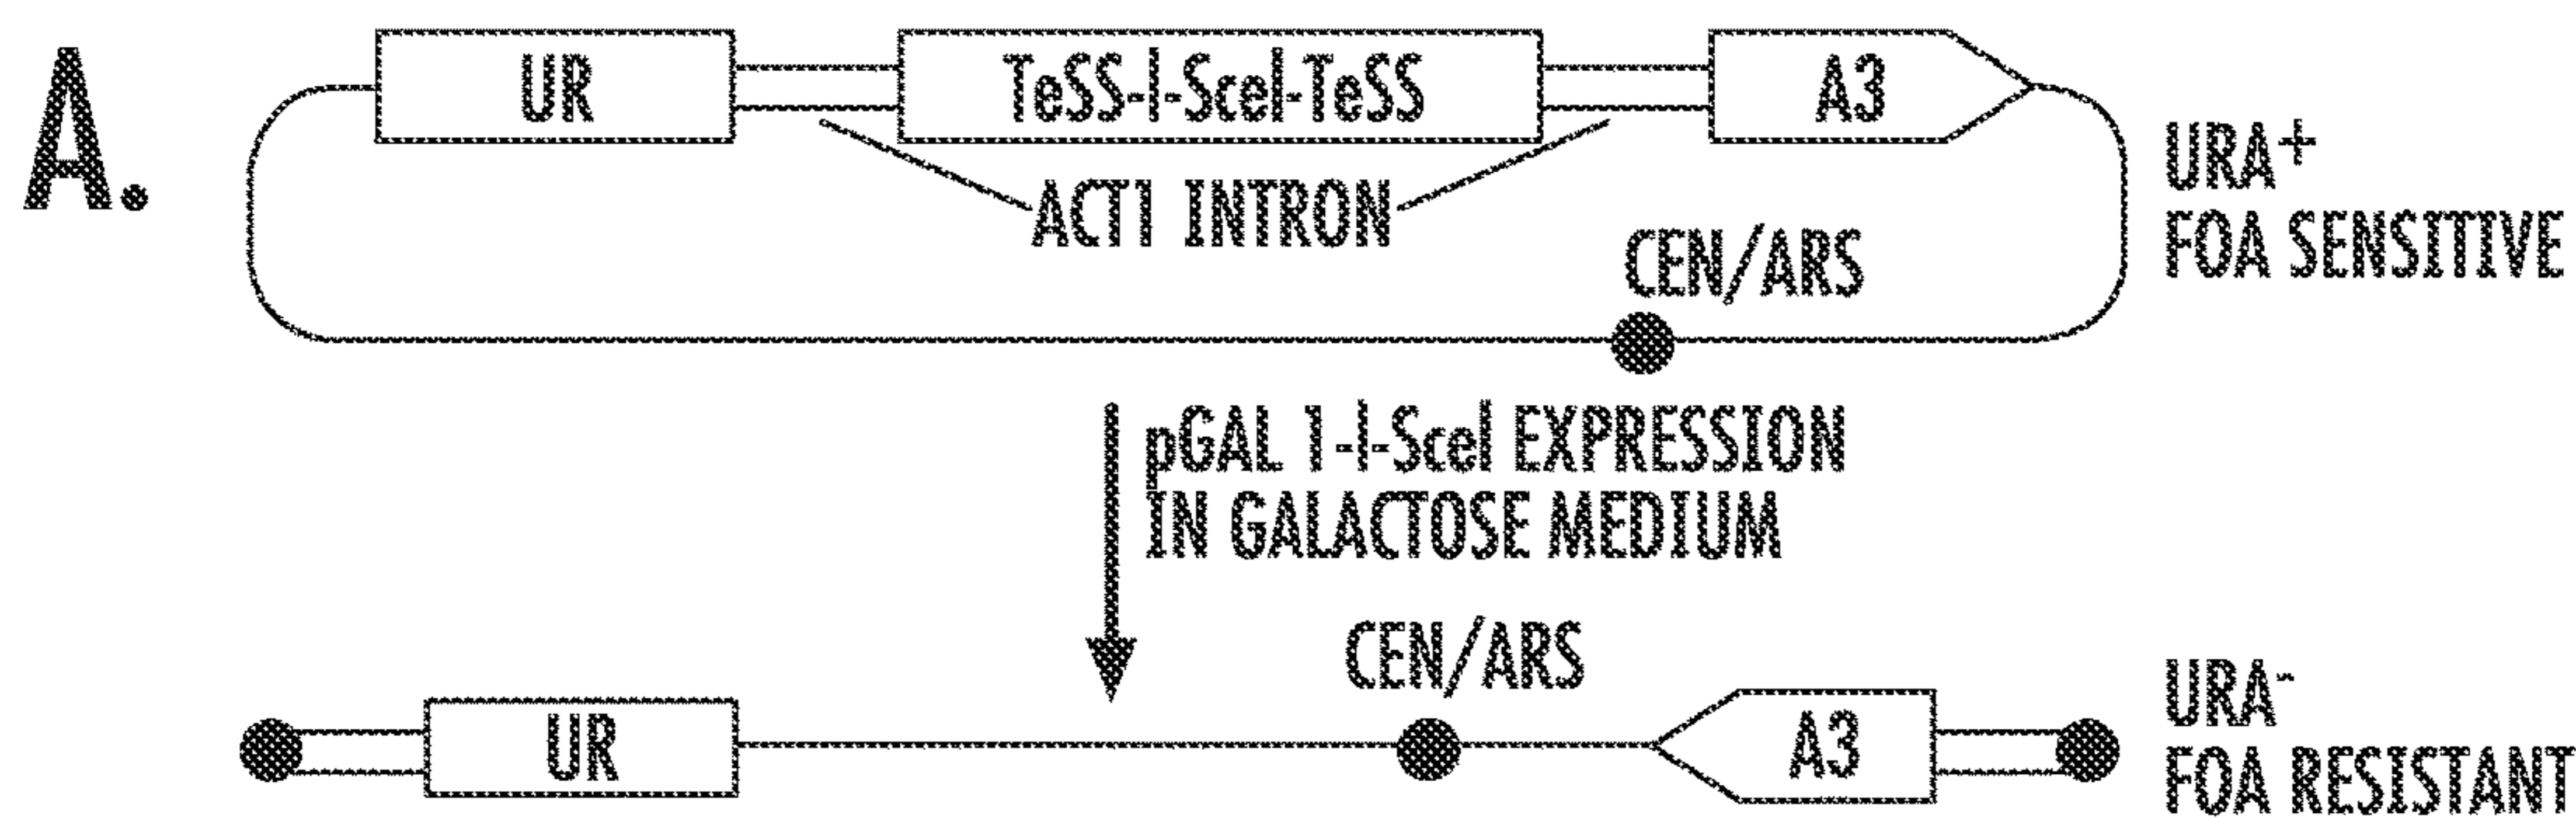 A.
UR
TeSS-I-SceI-TeSS
A3
ACT1 INTRON
CEN/ARS
URA+
FOA SENSITIVE
pGAL 1-I-SceI EXPRESSION
IN GALACTOSE MEDIUM
CEN/ARS
UR
A3
URA-
FOA RESISTANT